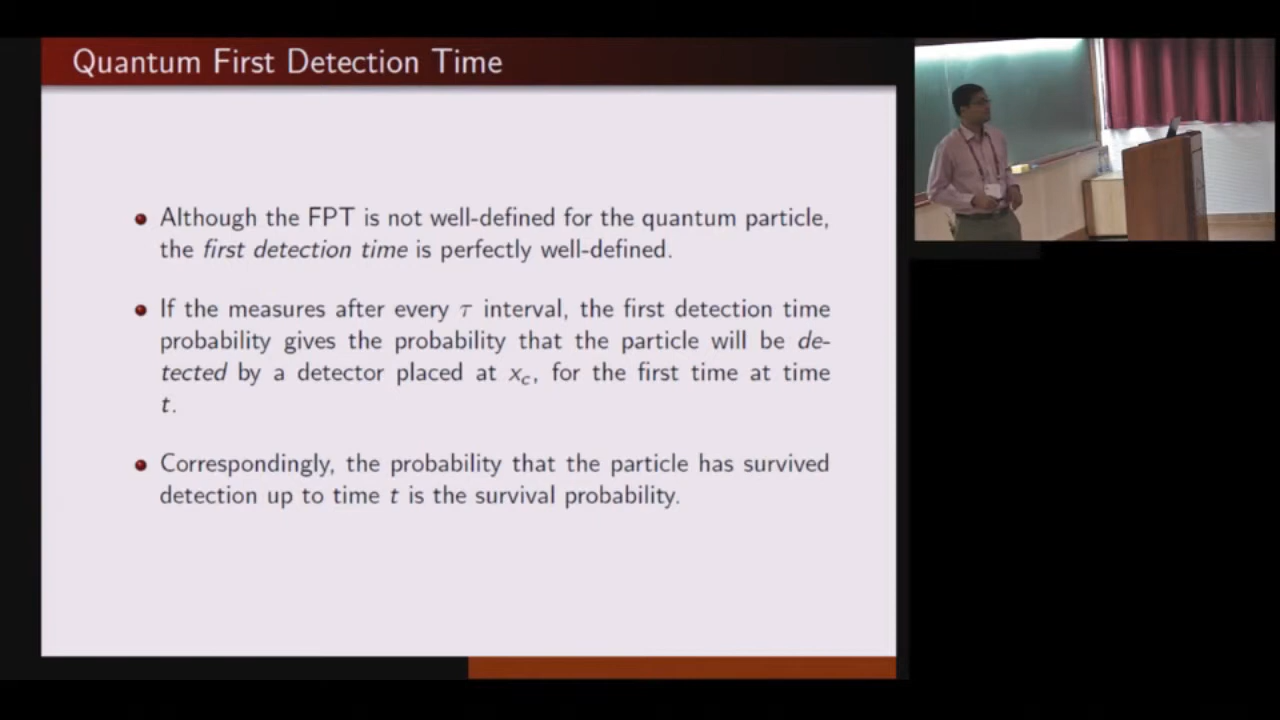 Quantum First Detection Time
Although the FPT is not well-defined for the quantum particle,
the first detection time is perfectly well-defined.
If the measures after every τ interval, the first detection time
probability gives the probability that the particle will be de-
tected by a detector placed at x_c, for the first time at time
t.
Correspondingly, the probability that the particle has survived
detection up to time t is the survival probability.